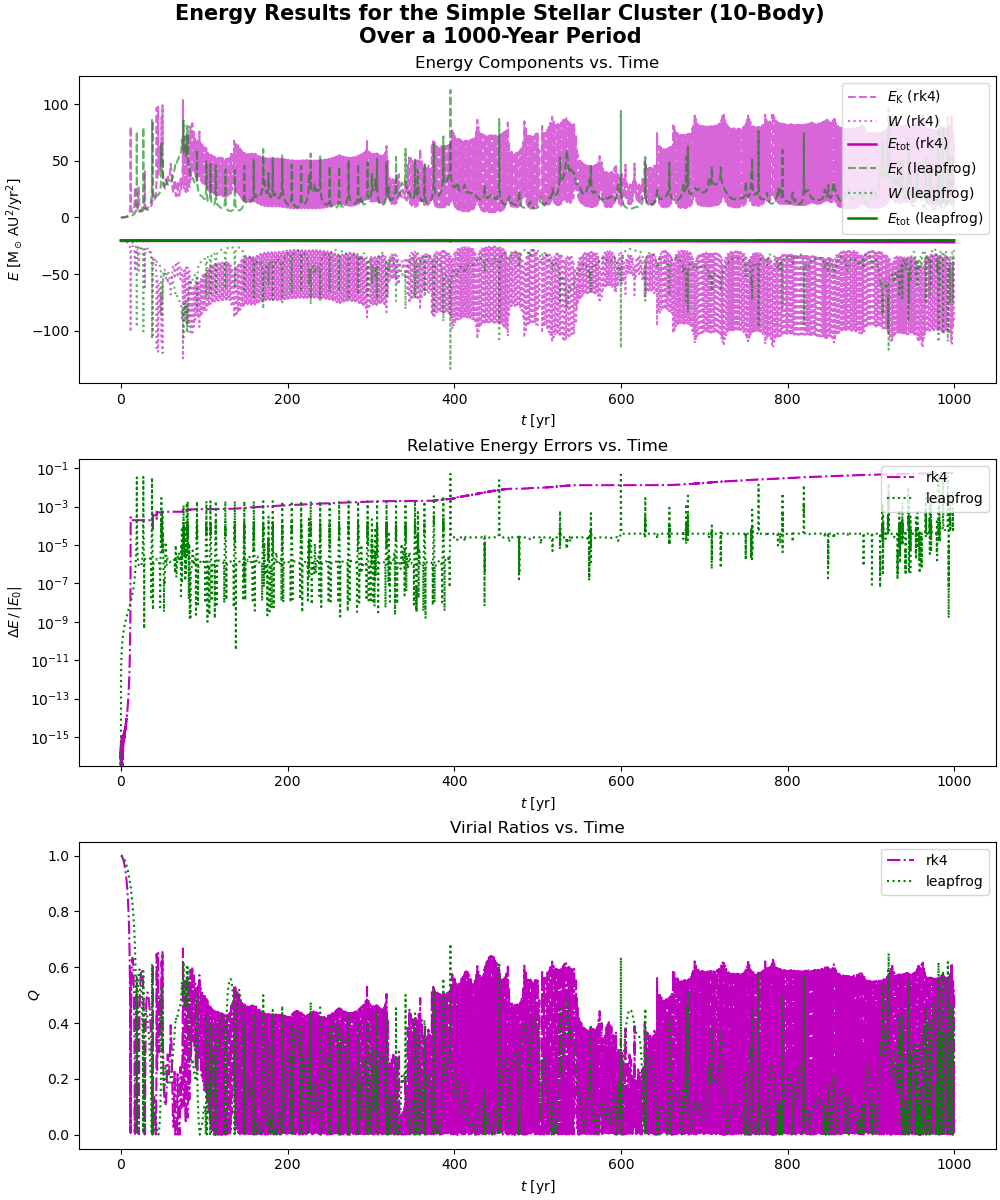 Energy Results for the Simple Stellar Cluster (10-Body)
Over a 1000-Year Period
Energy Components vs. Time
E [M⊙ AU²/yr²]
100
50
0
−50
−100
E_K (rk4)
W (rk4)
E_tot (rk4)
E_K (leapfrog)
W (leapfrog)
E_tot (leapfrog)
0 200 400 600 800 1000
t [yr]
Relative Energy Errors vs. Time
ΔE / |E₀|
10⁻¹
10⁻³
10⁻⁵
10⁻⁷
10⁻⁹
10⁻¹¹
10⁻¹³
10⁻¹⁵
rk4
leapfrog
0 200 400 600 800 1000
t [yr]
Virial Ratios vs. Time
Q
1.0
0.8
0.6
0.4
0.2
0.0
rk4
leapfrog
0 200 400 600 800 1000
t [yr]